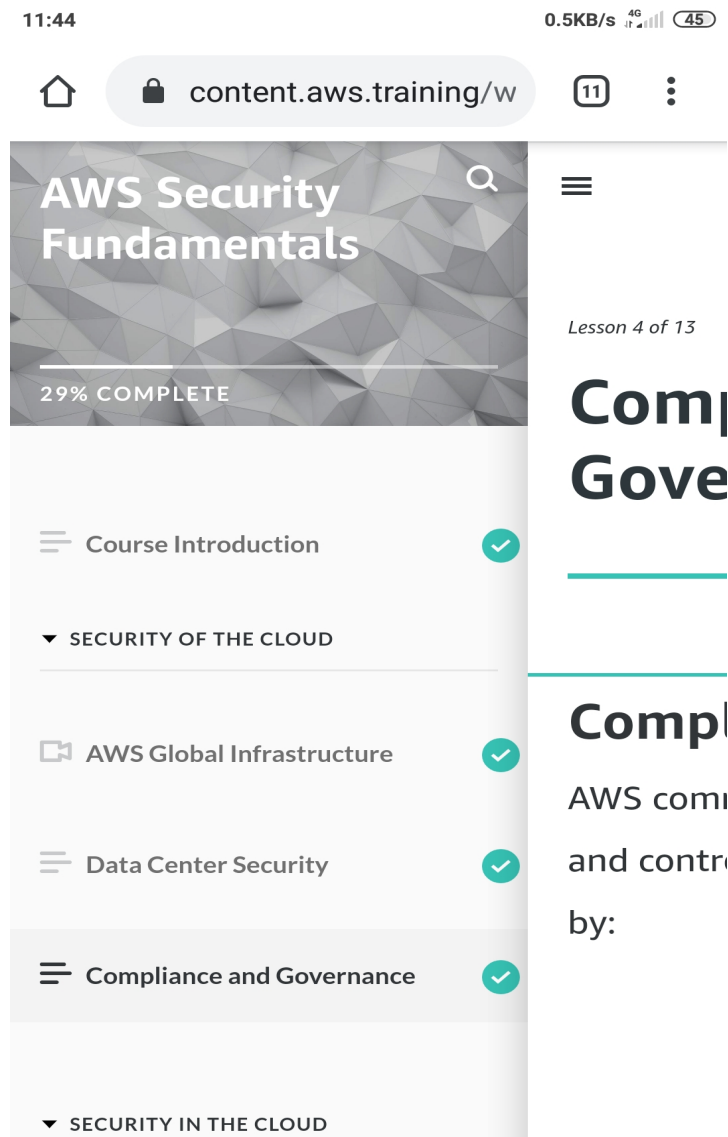 11:44
0.5KB/s 4G 45
content.aws.training/w
11
AWS Security
Fundamentals
29% COMPLETE
Course Introduction
SECURITY OF THE CLOUD
AWS Global Infrastructure
Data Center Security
Compliance and Governance
SECURITY IN THE CLOUD
Lesson 4 of 13
Comp
Gove
Compl
AWS com
and contr
by: